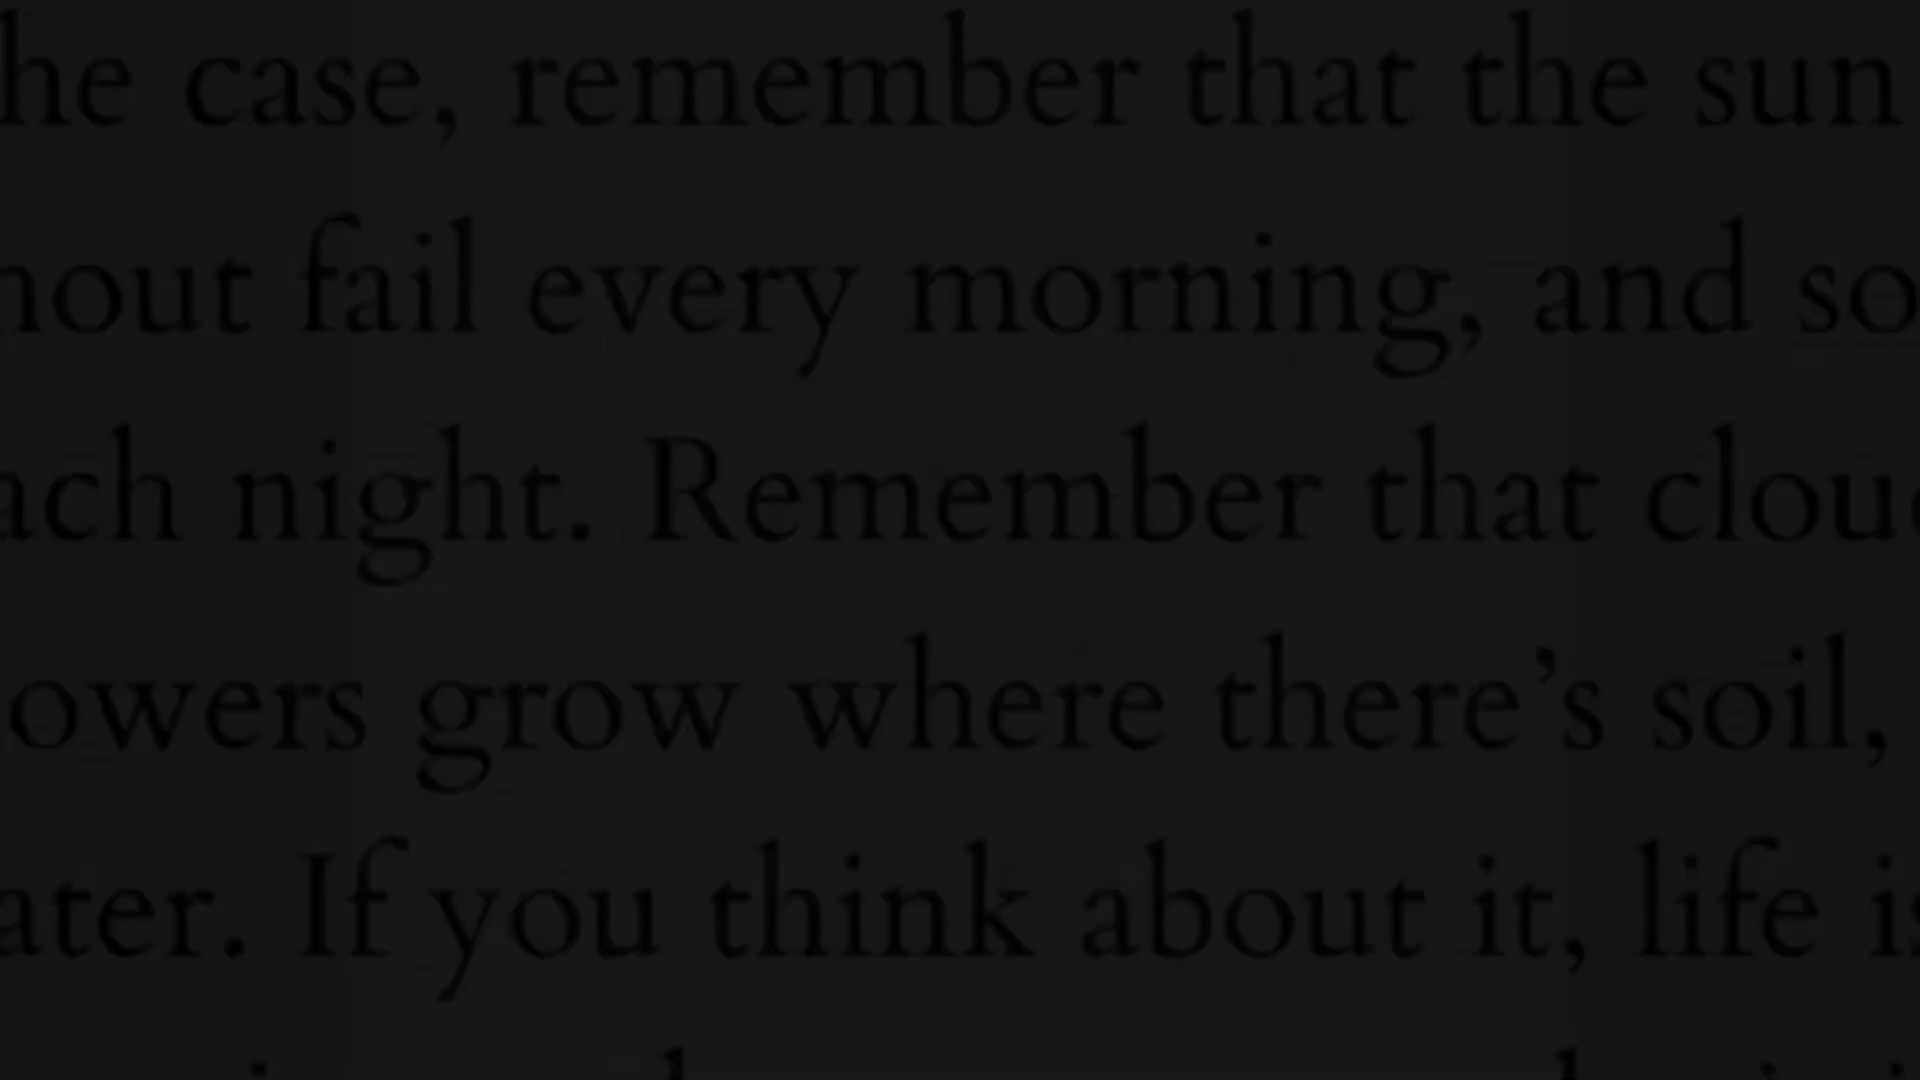 he case, remember that the sun
hout fail every morning, and so
ach night. Remember that clou
owers grow where there’s soil,
ater. If you think about it, life is